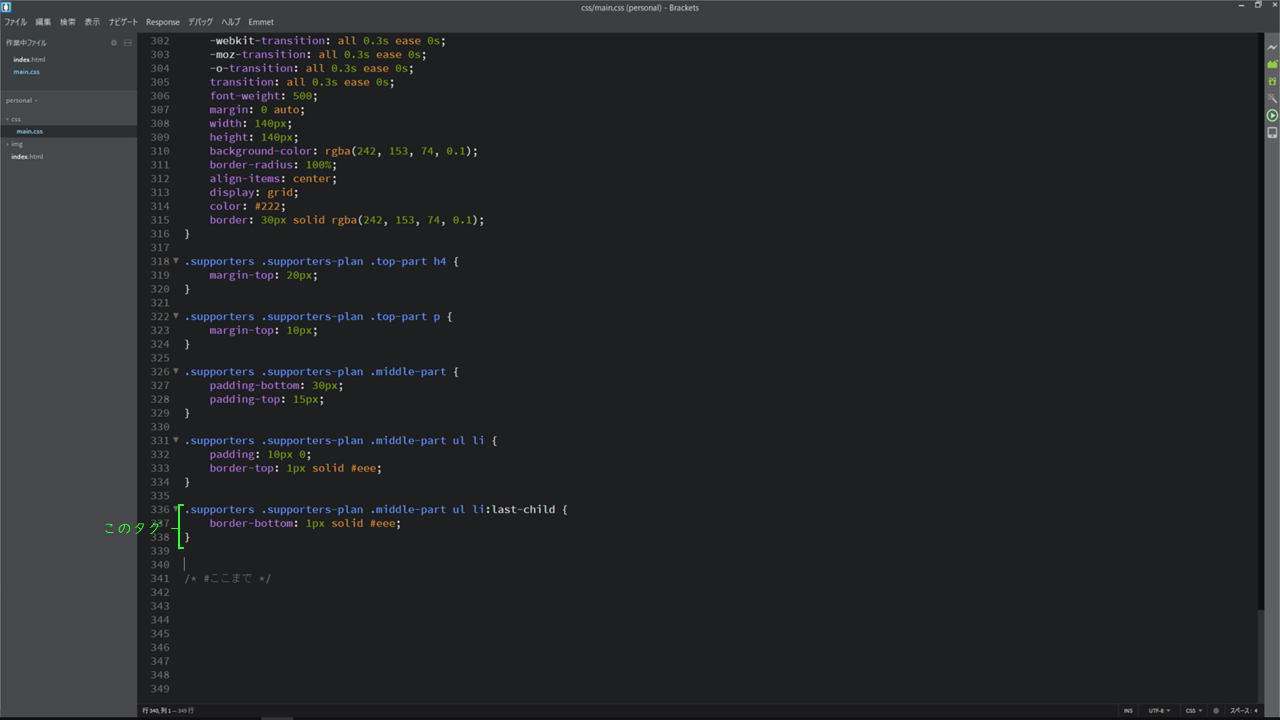 css/main.css (personal) - Brackets
ファイル 編集 検索 表示 ナビゲート Response デバッグ ヘルプ Emmet
作業中ファイル
index.html
main.css
personal
css
main.css
img
index.html
302 -webkit-transition: all 0.3s ease 0s;
303 -moz-transition: all 0.3s ease 0s;
304 -o-transition: all 0.3s ease 0s;
305 transition: all 0.3s ease 0s;
306 font-weight: 500;
307 margin: 0 auto;
308 width: 140px;
309 height: 140px;
310 background-color: rgba(242, 153, 74, 0.1);
311 border-radius: 100%;
312 align-items: center;
313 display: grid;
314 color: #222;
315 border: 30px solid rgba(242, 153, 74, 0.1);
316 }
317
318 .supporters .supporters-plan .top-part h4 {
319 margin-top: 20px;
320 }
321
322 .supporters .supporters-plan .top-part p {
323 margin-top: 10px;
324 }
325
326 .supporters .supporters-plan .middle-part {
327 padding-bottom: 30px;
328 padding-top: 15px;
329 }
330
331 .supporters .supporters-plan .middle-part ul li {
332 padding: 10px 0;
333 border-top: 1px solid #eee;
334 }
335
336 .supporters .supporters-plan .middle-part ul li:last-child {
337 border-bottom: 1px solid #eee;
このタグ
338 }
339
340
341 /* #ここまで */
342
343
344
345
346
347
348
349
行 340, 列 1 — 349 行
INS UTF-8 CSS スペース: 4